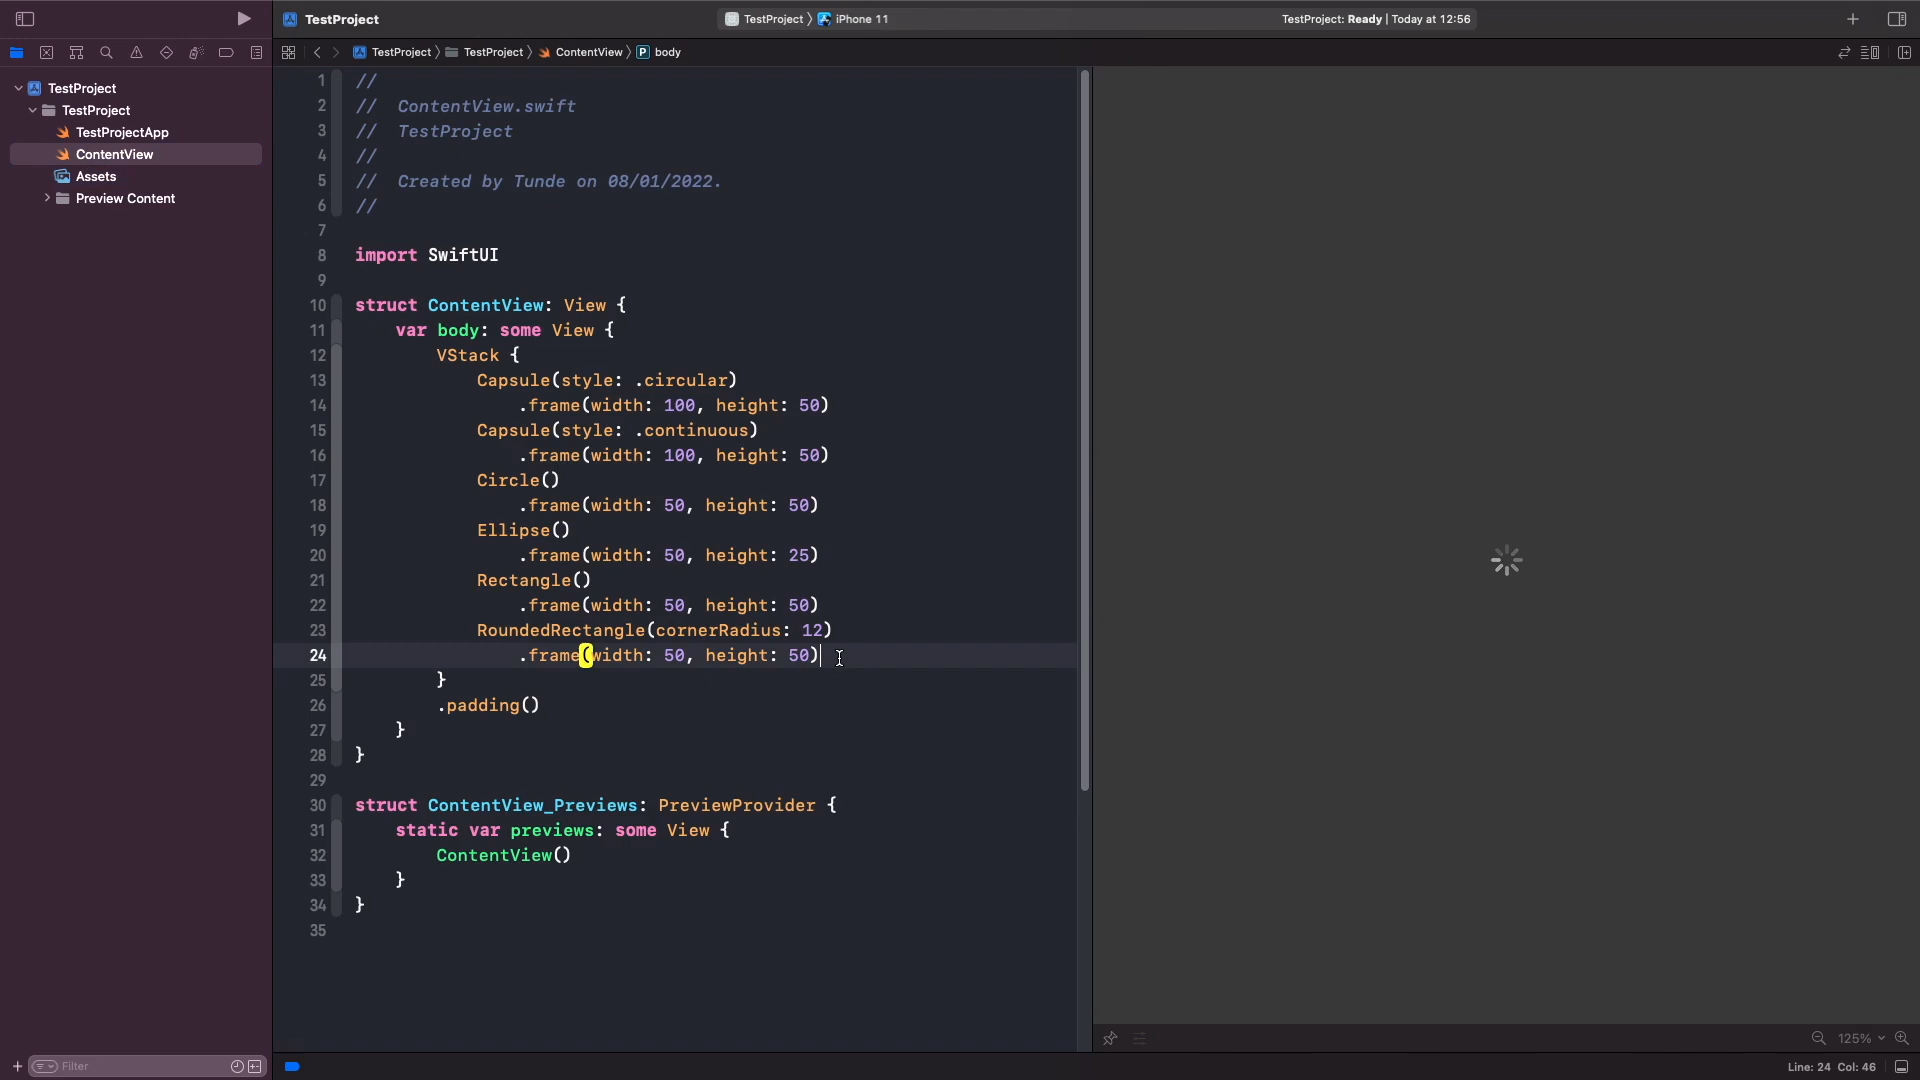 TestProject
TestProject 〉 iPhone 11
TestProject: Ready | Today at 12:56
TestProject 〉 TestProject 〉 ContentView 〉 P body
TestProject
TestProject
TestProjectApp
ContentView
Assets
Preview Content
1 //
2 //  ContentView.swift
3 //  TestProject
4 //
5 //  Created by Tunde on 08/01/2022.
6 //
7
8 import SwiftUI
9
10 struct ContentView: View {
11     var body: some View {
12         VStack {
13             Capsule(style: .circular)
14                 .frame(width: 100, height: 50)
15             Capsule(style: .continuous)
16                 .frame(width: 100, height: 50)
17             Circle()
18                 .frame(width: 50, height: 50)
19             Ellipse()
20                 .frame(width: 50, height: 25)
21             Rectangle()
22                 .frame(width: 50, height: 50)
23             RoundedRectangle(cornerRadius: 12)
24                 .frame(width: 50, height: 50)
25         }
26         .padding()
27     }
28 }
29
30 struct ContentView_Previews: PreviewProvider {
31     static var previews: some View {
32         ContentView()
33     }
34 }
35
125%
Filter
Line: 24 Col: 46